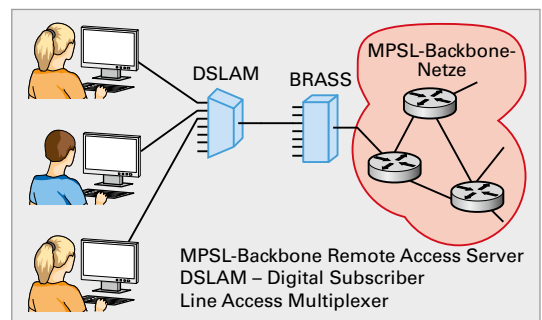 MPSL-Backbone-
Netze
DSLAM
BRASS
MPSL-Backbone Remote Access Server
DSLAM – Digital Subscriber
Line Access Multiplexer